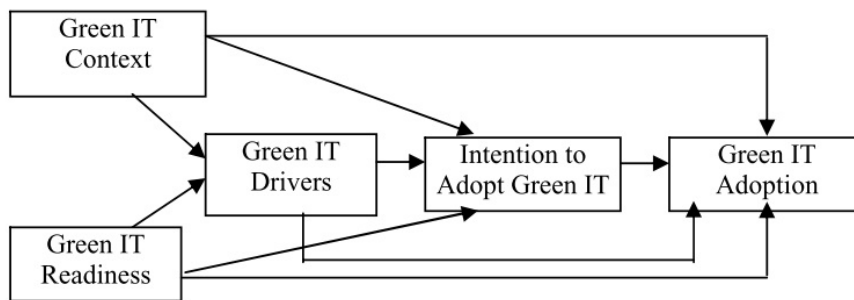 Green IT
Context
Green IT
Drivers
Intention to
Adopt Green IT
Green IT
Adoption
Green IT
Readiness